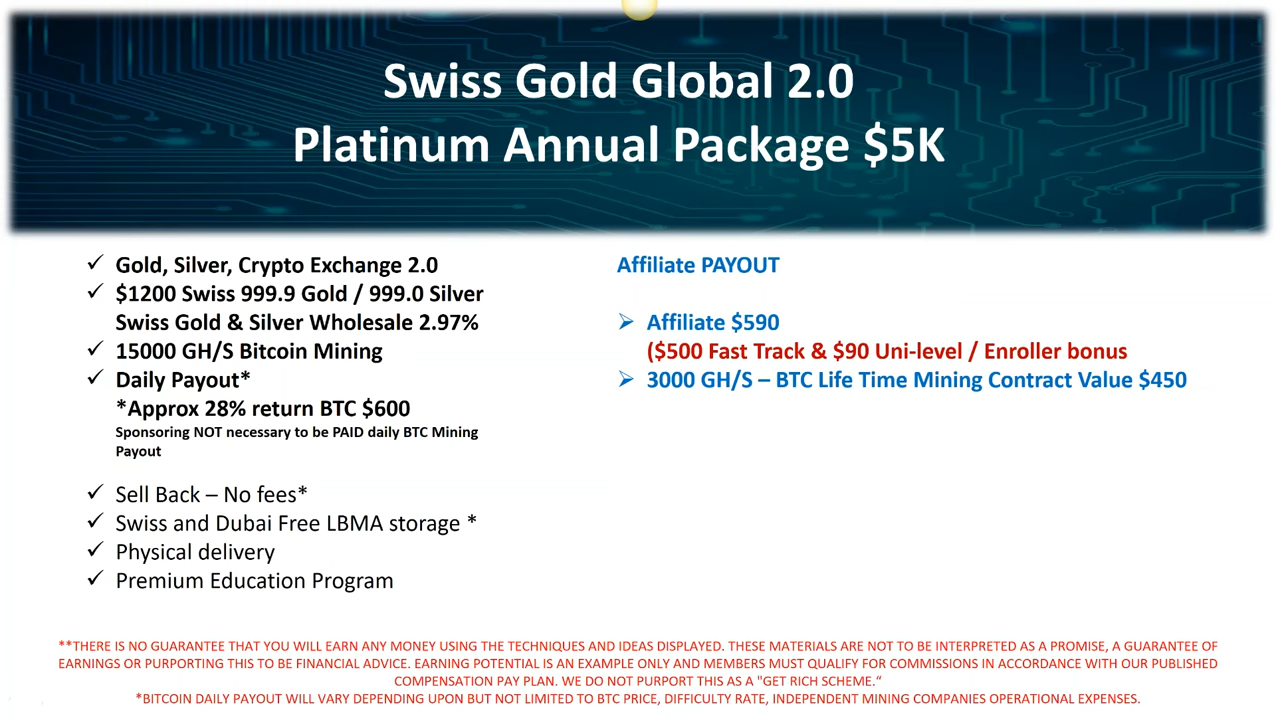 Swiss Gold Global 2.0
Platinum Annual Package $5K
✓ Gold, Silver, Crypto Exchange 2.0
✓ $1200 Swiss 999.9 Gold / 999.0 Silver
Swiss Gold & Silver Wholesale 2.97%
✓ 15000 GH/S Bitcoin Mining
✓ Daily Payout*
*Approx 28% return BTC $600
Sponsoring NOT necessary to be PAID daily BTC Mining
Payout
✓ Sell Back – No fees*
✓ Swiss and Dubai Free LBMA storage *
✓ Physical delivery
✓ Premium Education Program
Affiliate PAYOUT
➢ Affiliate $590
($500 Fast Track & $90 Uni-level / Enroller bonus
➢ 3000 GH/S – BTC Life Time Mining Contract Value $450
**THERE IS NO GUARANTEE THAT YOU WILL EARN ANY MONEY USING THE TECHNIQUES AND IDEAS DISPLAYED. THESE MATERIALS ARE NOT TO BE INTERPRETED AS A PROMISE, A GUARANTEE OF
EARNINGS OR PURPORTING THIS TO BE FINANCIAL ADVICE. EARNING POTENTIAL IS AN EXAMPLE ONLY AND MEMBERS MUST QUALIFY FOR COMMISSIONS IN ACCORDANCE WITH OUR PUBLISHED
COMPENSATION PAY PLAN. WE DO NOT PURPORT THIS AS A "GET RICH SCHEME.“
*BITCOIN DAILY PAYOUT WILL VARY DEPENDING UPON BUT NOT LIMITED TO BTC PRICE, DIFFICULTY RATE, INDEPENDENT MINING COMPANIES OPERATIONAL EXPENSES.